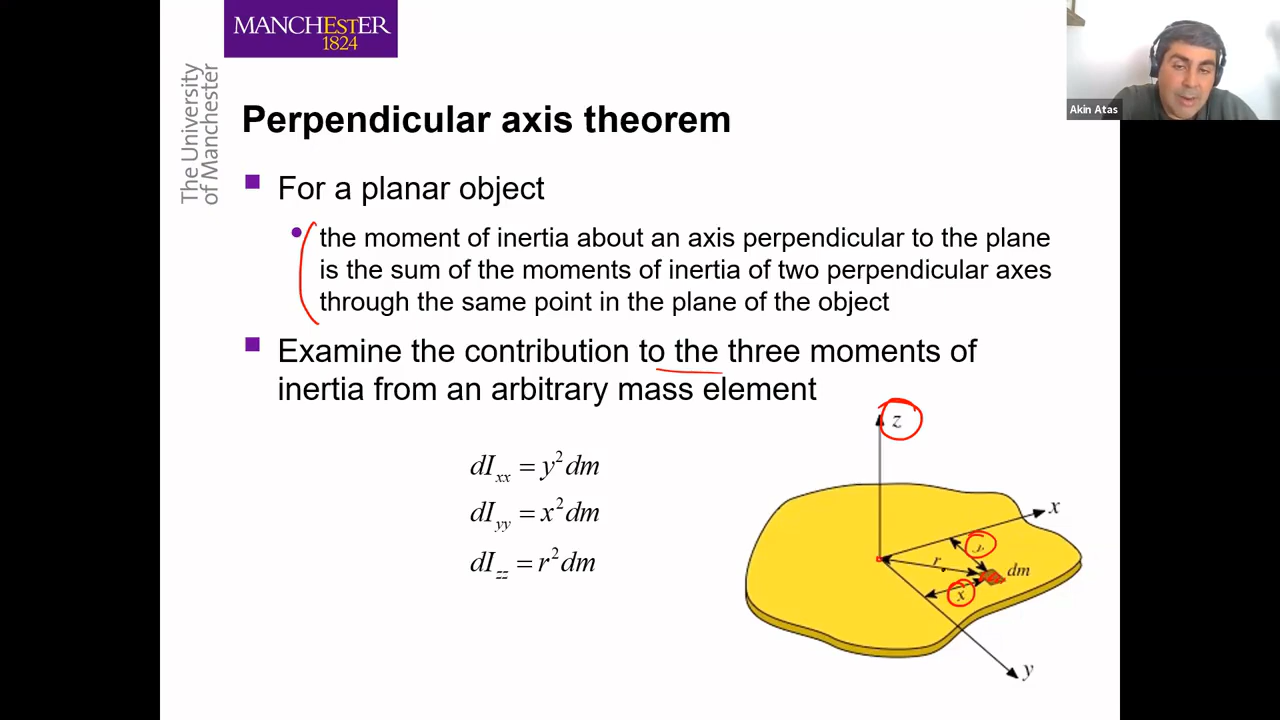 MANCHESTER
1824
The University
of Manchester
Akin Atas
Perpendicular axis theorem
For a planar object
the moment of inertia about an axis perpendicular to the plane
is the sum of the moments of inertia of two perpendicular axes
through the same point in the plane of the object
Examine the contribution to the three moments of
inertia from an arbitrary mass element
dI_xx = y²dm
dI_yy = x²dm
dI_zz = r²dm
z
x
r
dm
x
y